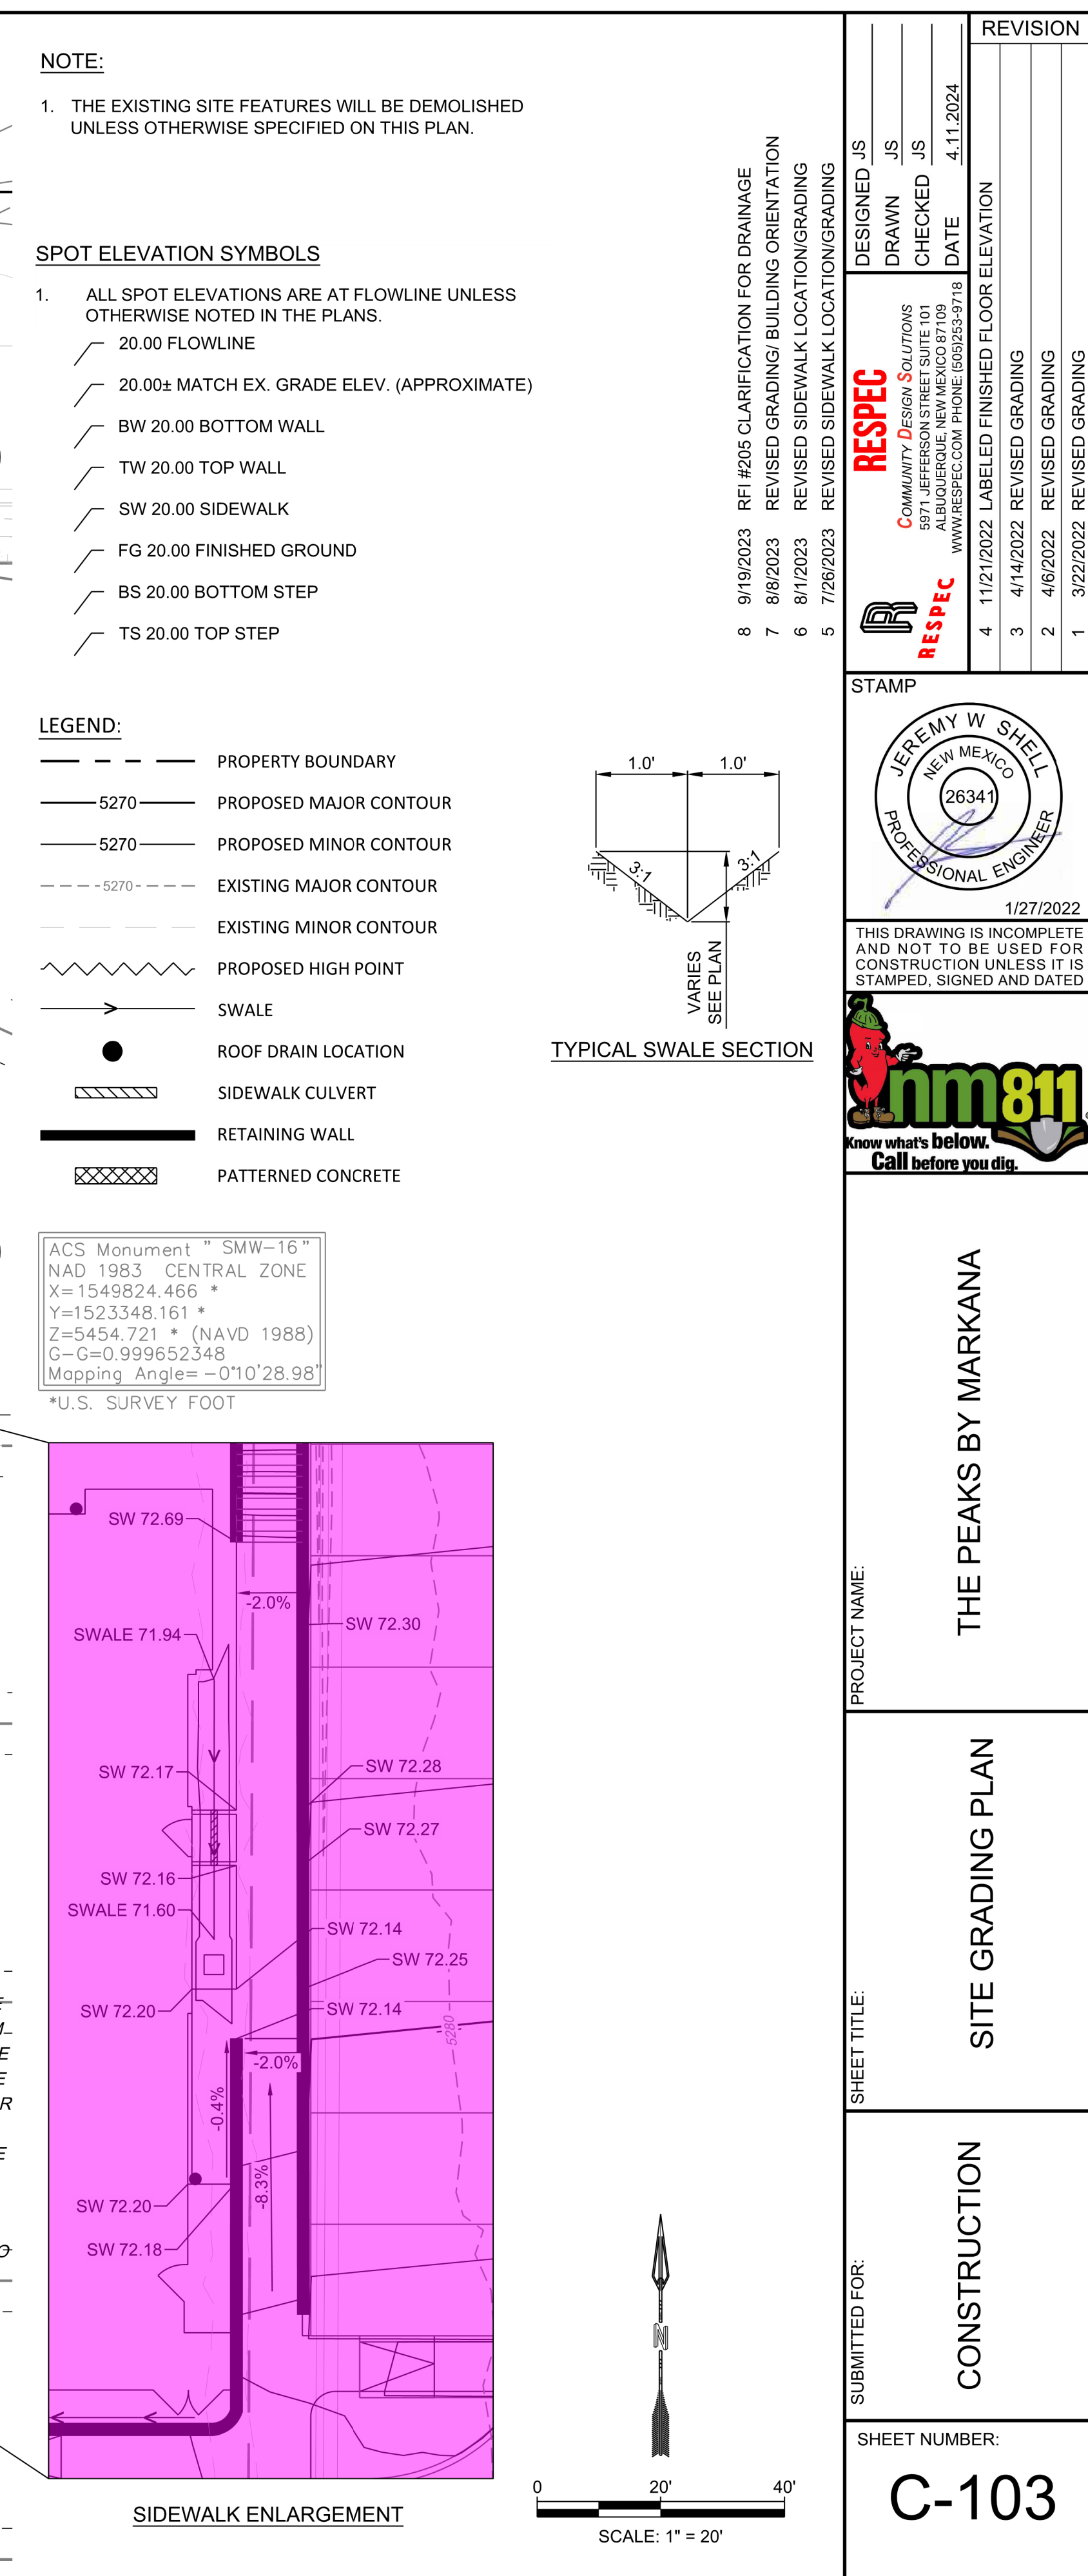 NOTE:
1. THE EXISTING SITE FEATURES WILL BE DEMOLISHED
UNLESS OTHERWISE SPECIFIED ON THIS PLAN.
SPOT ELEVATION SYMBOLS
1. ALL SPOT ELEVATIONS ARE AT FLOWLINE UNLESS
OTHERWISE NOTED IN THE PLANS.
20.00 FLOWLINE
20.00± MATCH EX. GRADE ELEV. (APPROXIMATE)
BW 20.00 BOTTOM WALL
TW 20.00 TOP WALL
SW 20.00 SIDEWALK
FG 20.00 FINISHED GROUND
BS 20.00 BOTTOM STEP
TS 20.00 TOP STEP
LEGEND:
PROPERTY BOUNDARY
5270 PROPOSED MAJOR CONTOUR
5270 PROPOSED MINOR CONTOUR
5270 EXISTING MAJOR CONTOUR
EXISTING MINOR CONTOUR
PROPOSED HIGH POINT
SWALE
ROOF DRAIN LOCATION
SIDEWALK CULVERT
RETAINING WALL
PATTERNED CONCRETE
1.0' 1.0'
3:1 3:1
VARIES
SEE PLAN
TYPICAL SWALE SECTION
ACS Monument " SMW-16"
NAD 1983 CENTRAL ZONE
X=1549824.466 *
Y=1523348.161 *
Z=5454.721 * (NAVD 1988)
G-G=0.999652348
Mapping Angle= -0°10'28.98"
*U.S. SURVEY FOOT
SW 72.69
-2.0%
SW 72.30
SWALE 71.94
SW 72.28
SW 72.17
SW 72.27
SW 72.16
SWALE 71.60
SW 72.14
SW 72.25
SW 72.20
SW 72.14
5280
-2.0%
-0.4%
-8.3%
SW 72.20
SW 72.18
SIDEWALK ENLARGEMENT
N
0 20' 40'
SCALE: 1" = 20'
8 9/19/2023 RFI #205 CLARIFICATION FOR DRAINAGE
7 8/8/2023 REVISED GRADING/ BUILDING ORIENTATION
6 8/1/2023 REVISED SIDEWALK LOCATION/GRADING
5 7/26/2023 REVISED SIDEWALK LOCATION/GRADING
REVISION
4 11/21/2022 LABELED FINISHED FLOOR ELEVATION
3 4/14/2022 REVISED GRADING
2 4/6/2022 REVISED GRADING
1 3/22/2022 REVISED GRADING
DESIGNED JS
DRAWN JS
CHECKED JS
DATE 4.11.2024
RESPEC
RESPEC
COMMUNITY DESIGN SOLUTIONS
5971 JEFFERSON STREET SUITE 101
ALBUQUERQUE, NEW MEXICO 87109
WWW.RESPEC.COM PHONE: (505)253-9718
STAMP
JEREMY W SHELL
NEW MEXICO
26341
PROFESSIONAL ENGINEER
1/27/2022
THIS DRAWING IS INCOMPLETE
AND NOT TO BE USED FOR
CONSTRUCTION UNLESS IT IS
STAMPED, SIGNED AND DATED
nm811
Know what's below.
Call before you dig.
PROJECT NAME:
THE PEAKS BY MARKANA
SHEET TITLE:
SITE GRADING PLAN
SUBMITTED FOR:
CONSTRUCTION
SHEET NUMBER:
C-103